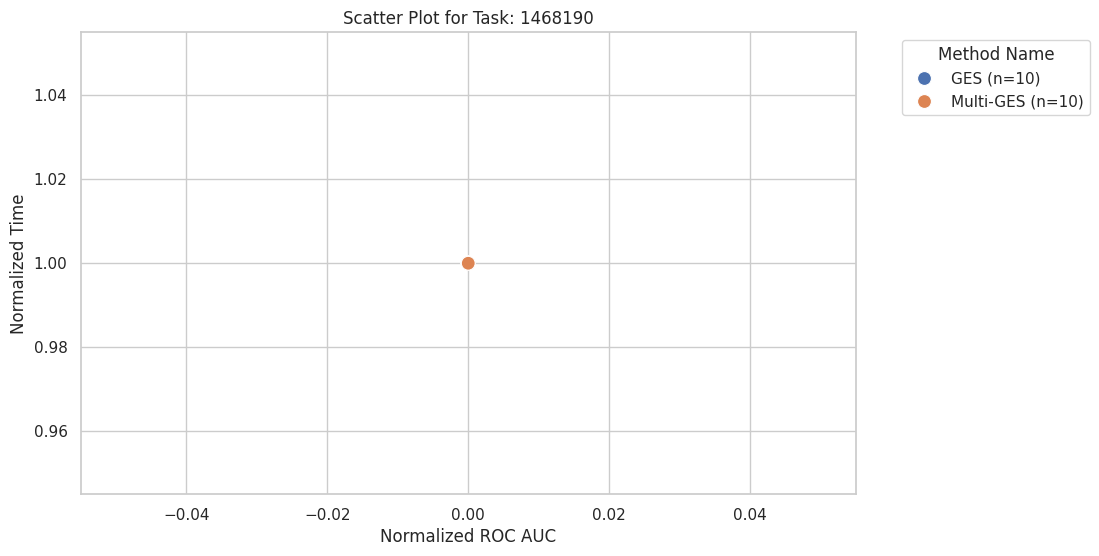 Scatter Plot for Task: 1468190
Method Name
GES (n=10)
Multi-GES (n=10)
Normalized Time
1.04
1.02
1.00
0.98
0.96
−0.04
−0.02
0.00
0.02
0.04
Normalized ROC AUC